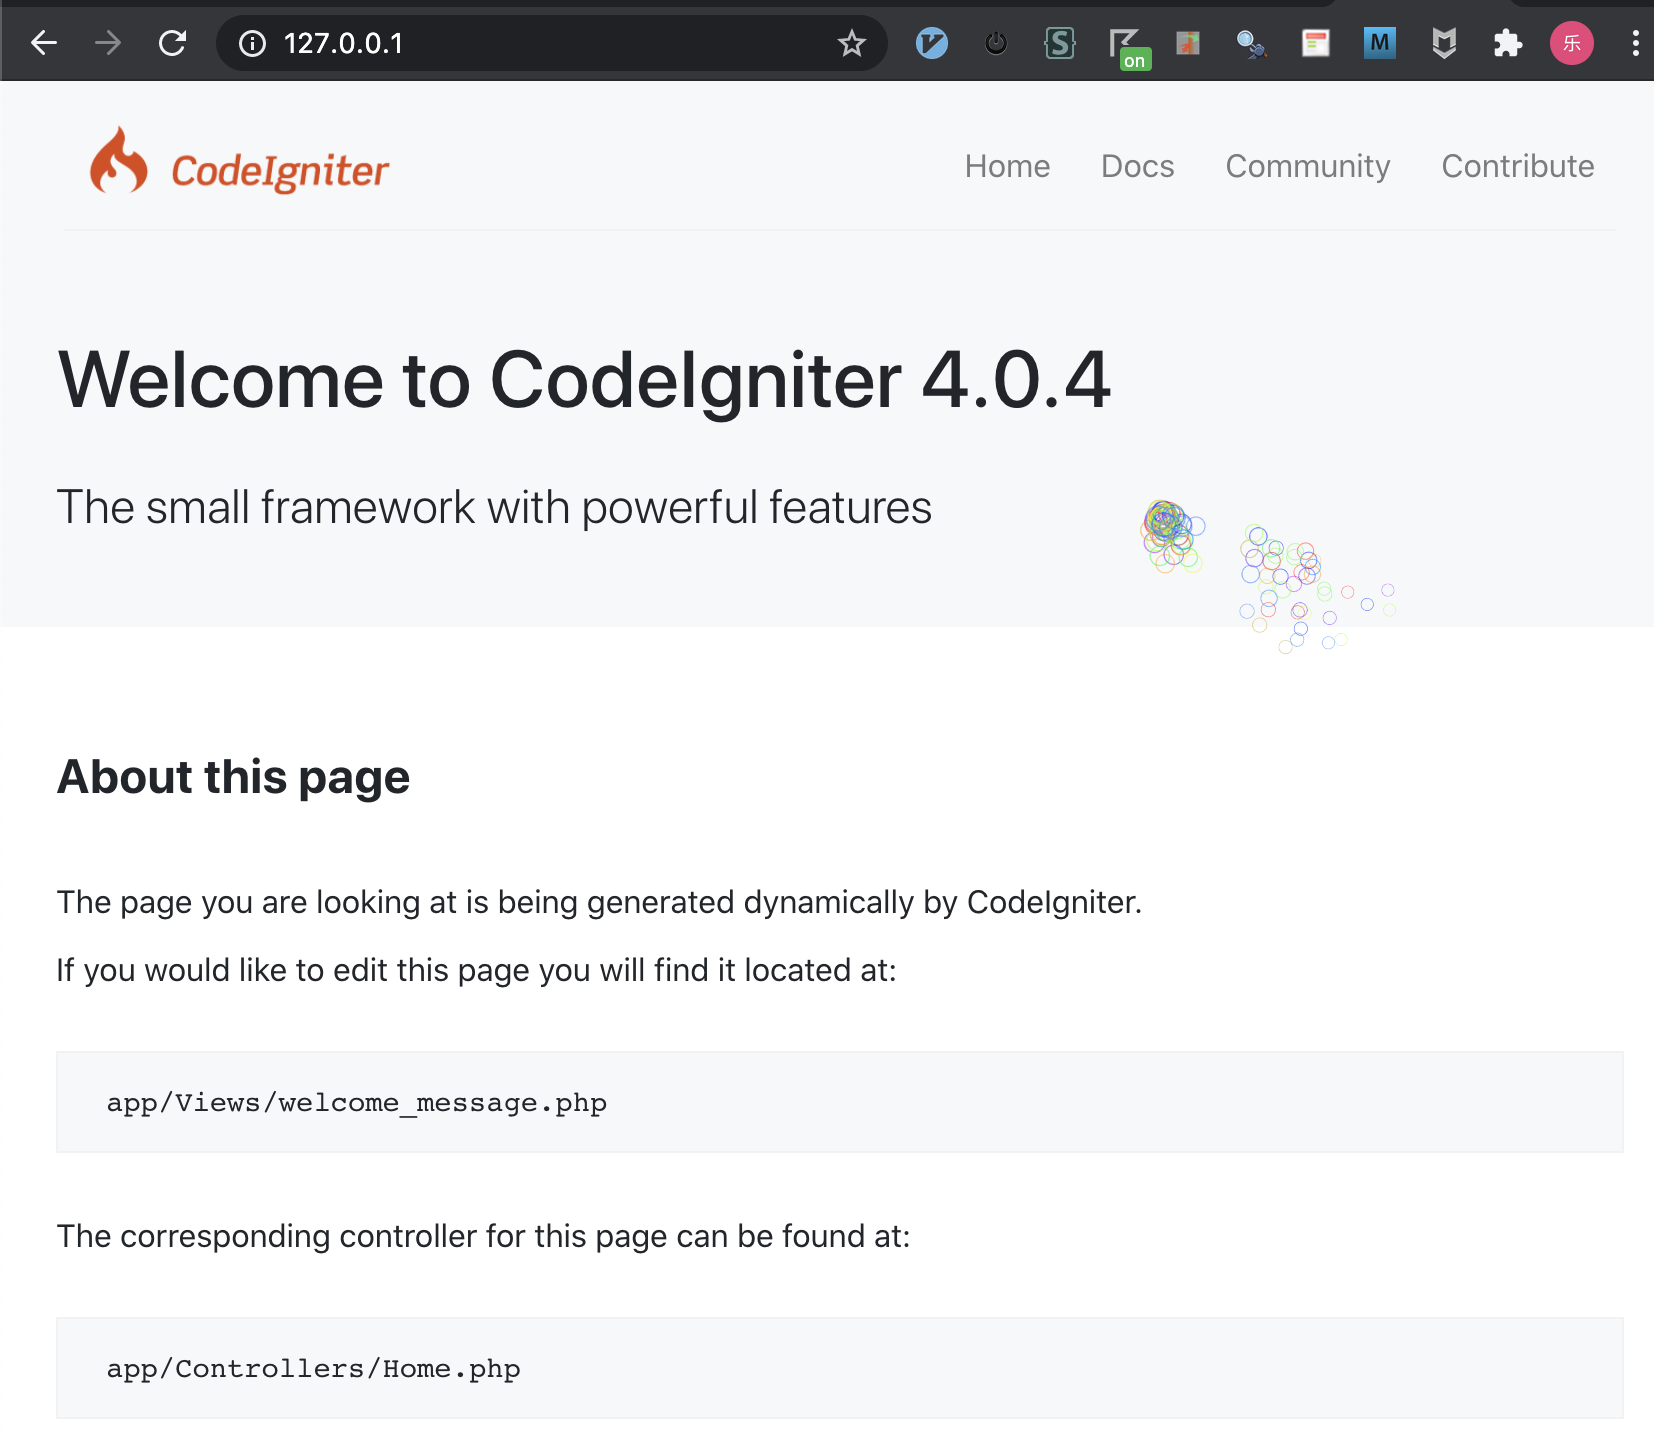 127.0.0.1
S
on
M
乐
CodeIgniter
Home Docs Community Contribute
Welcome to CodeIgniter 4.0.4
The small framework with powerful features
About this page
The page you are looking at is being generated dynamically by CodeIgniter.
If you would like to edit this page you will find it located at:
app/Views/welcome_message.php
The corresponding controller for this page can be found at:
app/Controllers/Home.php